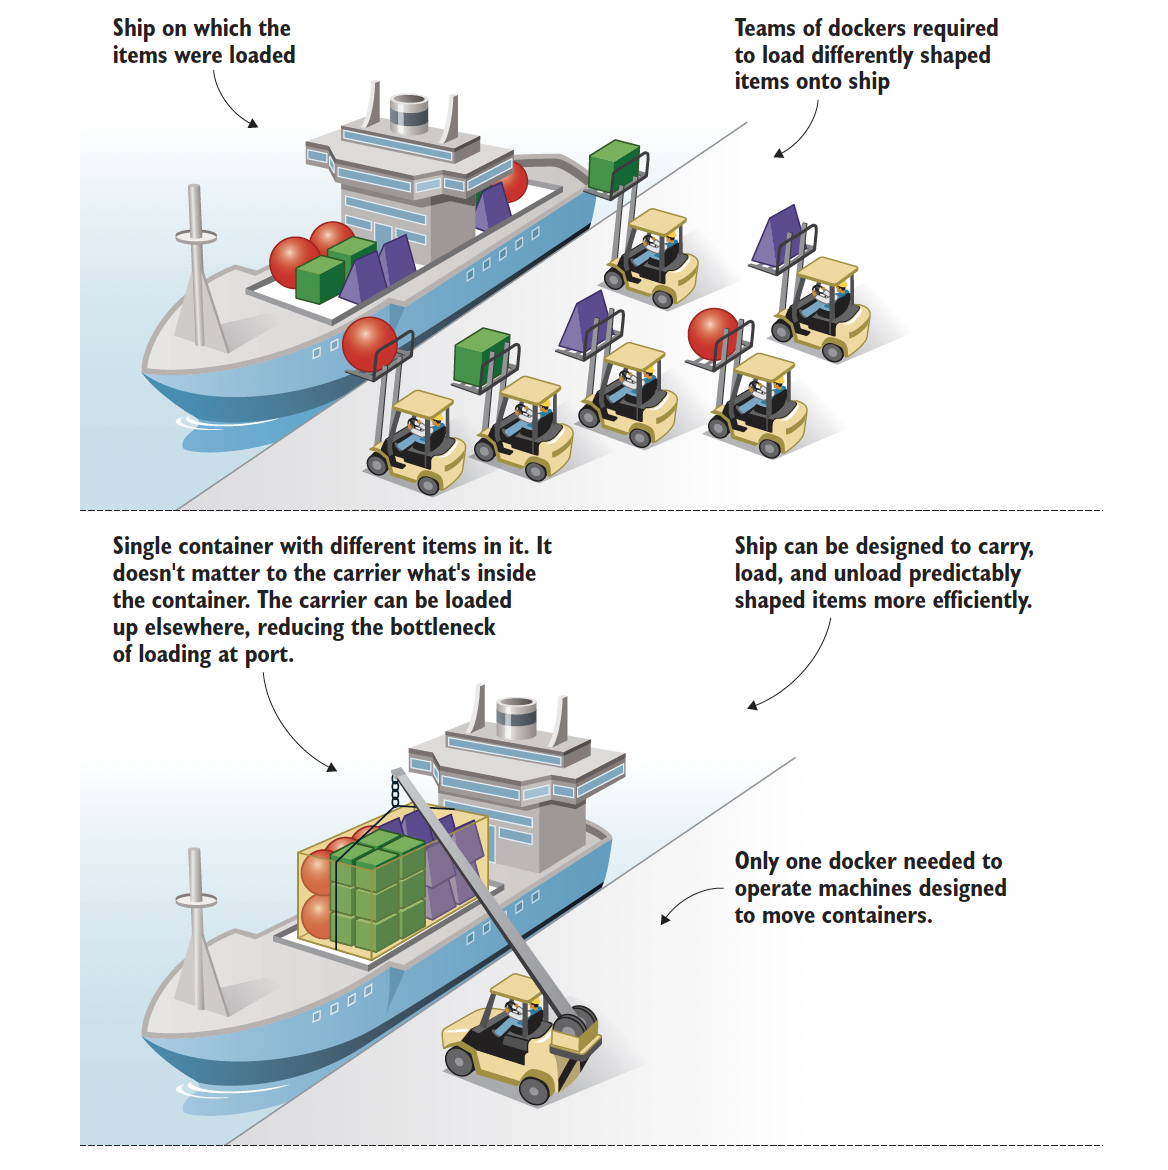 Ship on which the
items were loaded
Teams of dockers required
to load differently shaped
items onto ship
Single container with different items in it. It
doesn't matter to the carrier what's inside
the container. The carrier can be loaded
up elsewhere, reducing the bottleneck
of loading at port.
Ship can be designed to carry,
load, and unload predictably
shaped items more efficiently.
Only one docker needed to
operate machines designed
to move containers.